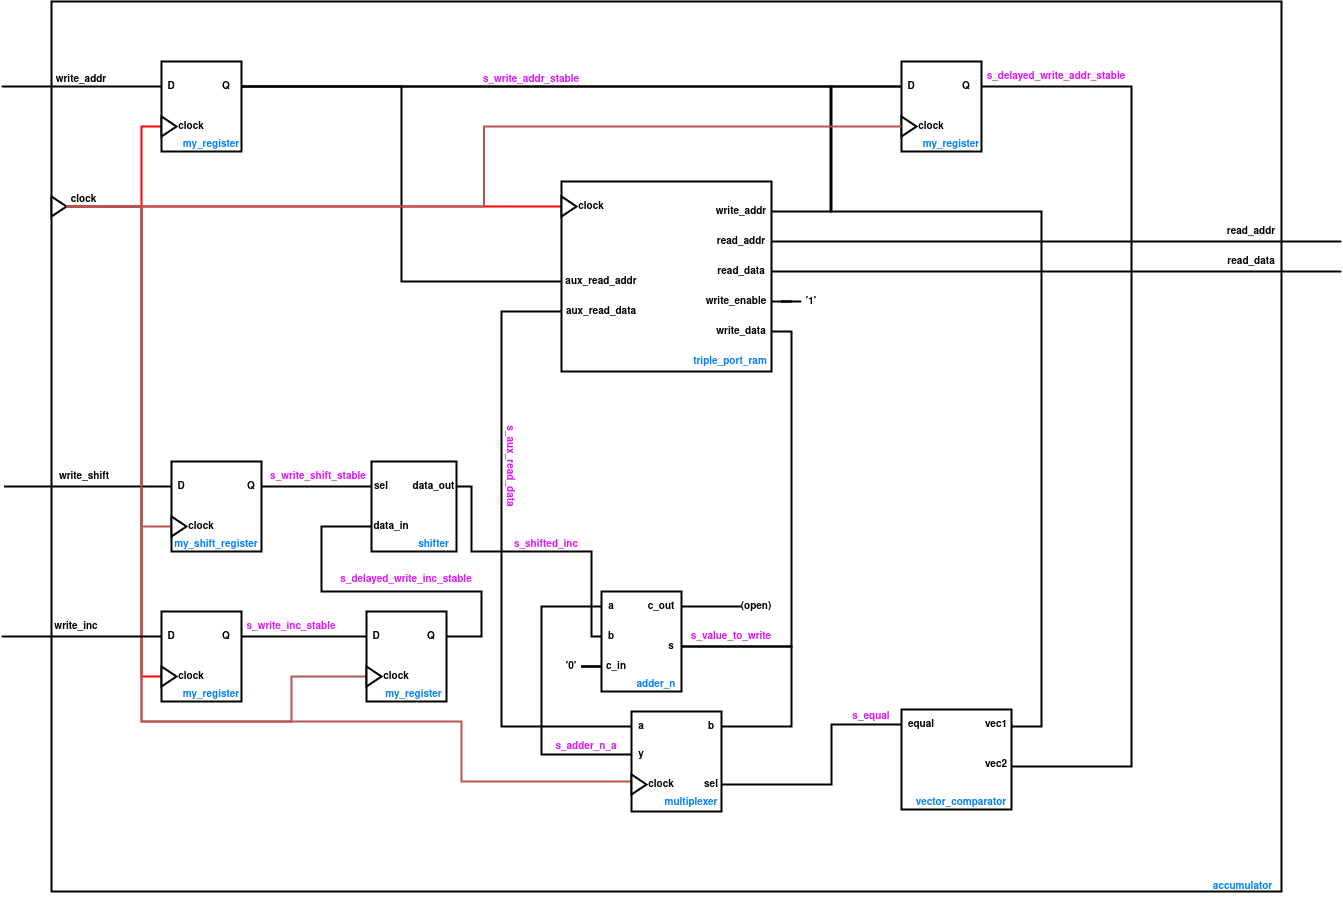 write_addr
D
Q
clock
my_register
s_write_addr_stable
D
Q
clock
my_register
s_delayed_write_addr_stable
clock
clock
write_addr
read_addr
read_data
write_enable
'1'
write_data
aux_read_addr
aux_read_data
triple_port_ram
read_addr
read_data
s_aux_read_data
write_shift
D
Q
clock
my_shift_register
s_write_shift_stable
sel
data_out
data_in
shifter
s_shifted_inc
s_delayed_write_inc_stable
write_inc
D
Q
clock
my_register
s_write_inc_stable
D
Q
clock
my_register
a
c_out
(open)
b
s
s_value_to_write
'0'
c_in
adder_n
s_adder_n_a
a
b
y
clock
sel
multiplexer
s_equal
equal
vec1
vec2
vector_comparator
accumulator